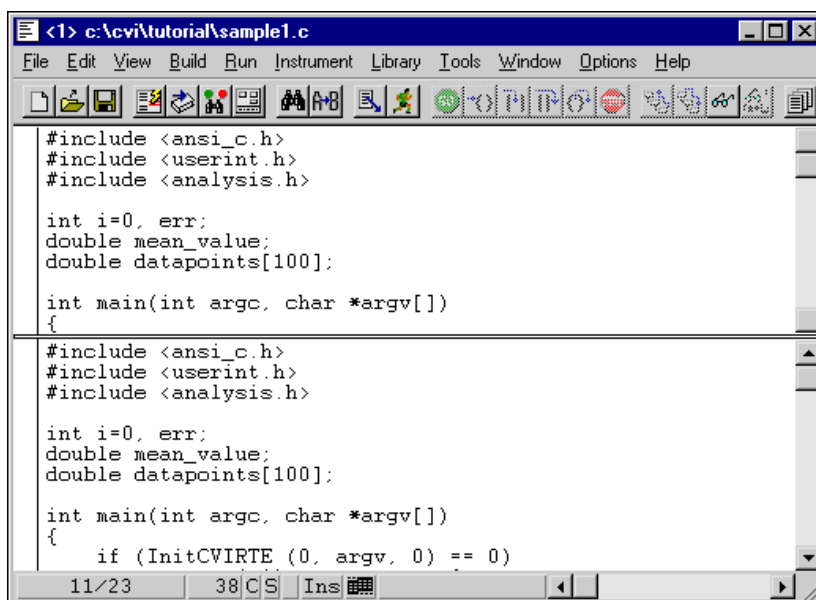 <1> c:\cvi\tutorial\sample1.c
File Edit View Build Run Instrument Library Tools Window Options Help
#include <ansi_c.h>
#include <userint.h>
#include <analysis.h>
int i=0, err;
double mean_value;
double datapoints[100];
int main(int argc, char *argv[])
{
#include <ansi_c.h>
#include <userint.h>
#include <analysis.h>
int i=0, err;
double mean_value;
double datapoints[100];
int main(int argc, char *argv[])
{
if (InitCVIRTE (0, argv, 0) == 0)
11/23 38 C S Ins